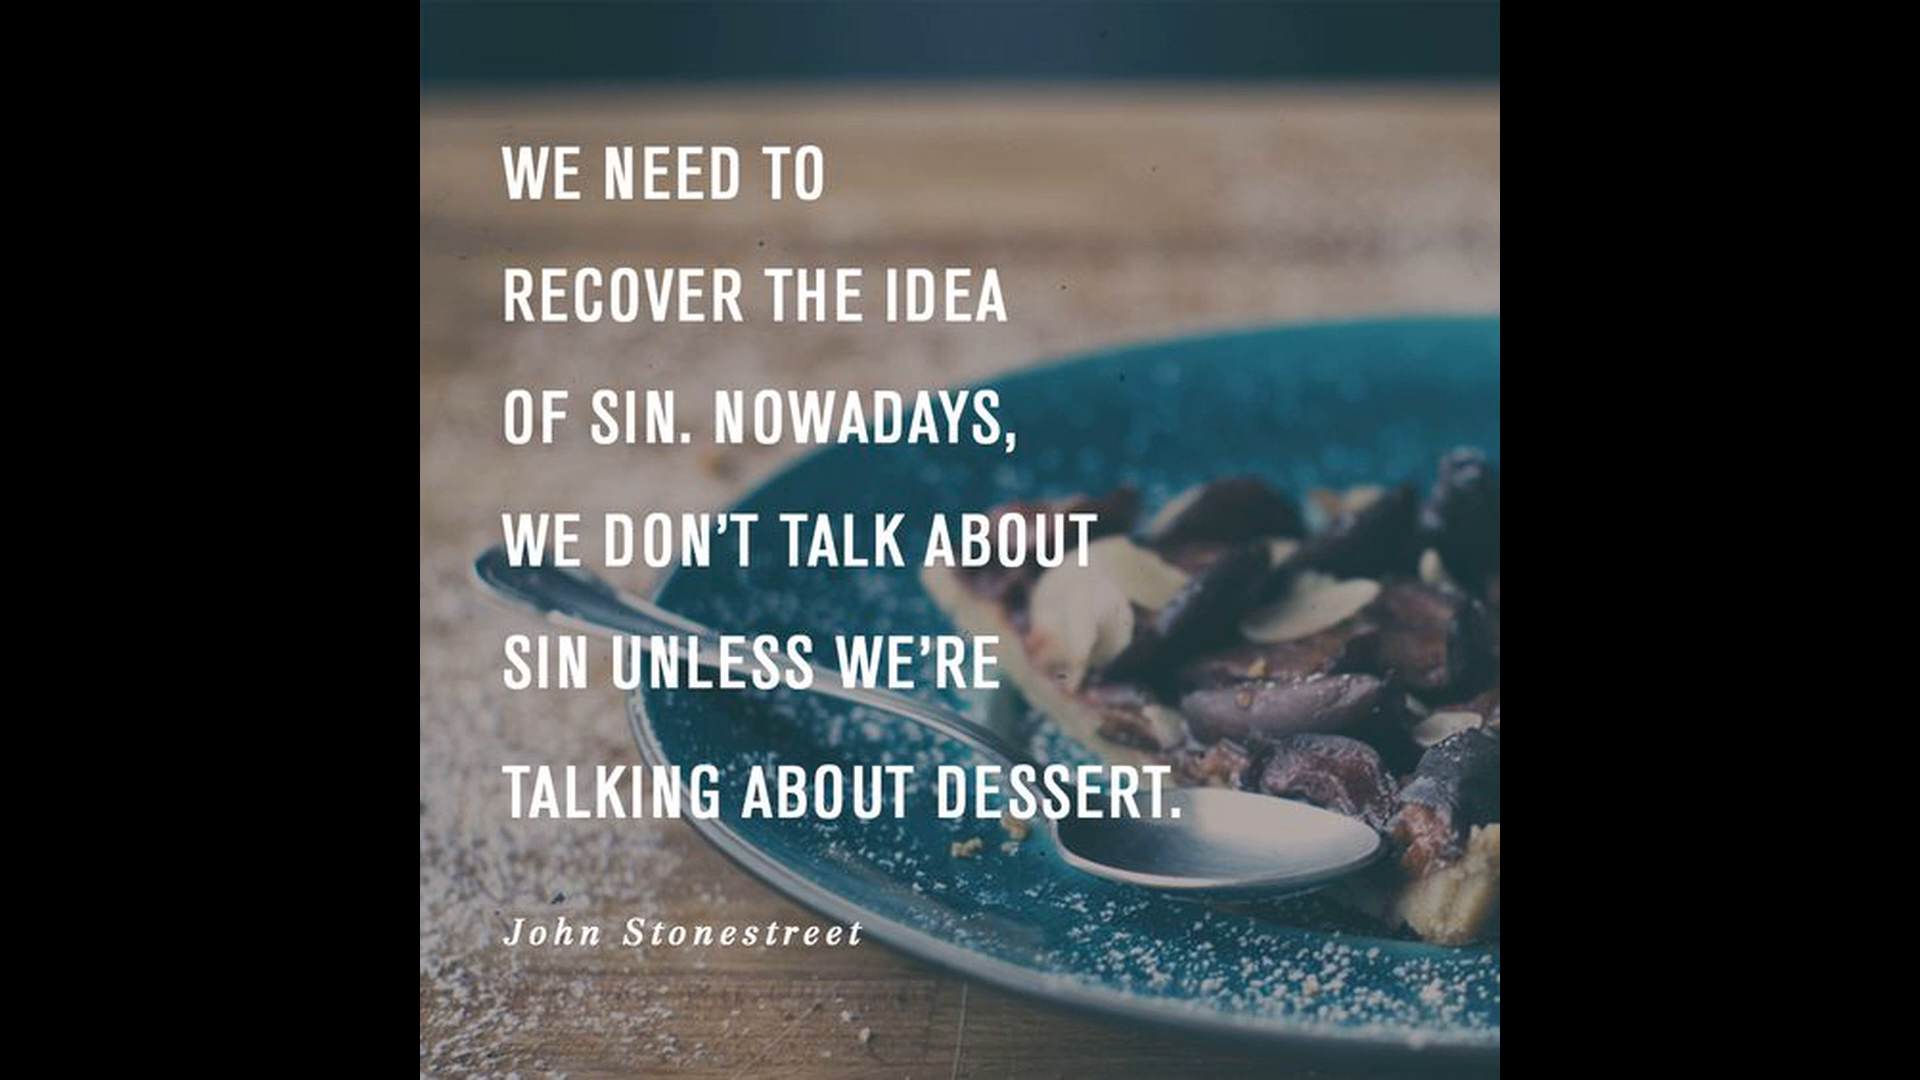 WE NEED TO
RECOVER THE IDEA
OF SIN. NOWADAYS,
WE DON'T TALK ABOUT
SIN UNLESS WE'RE
TALKING ABOUT DESSERT.
John Stonestreet